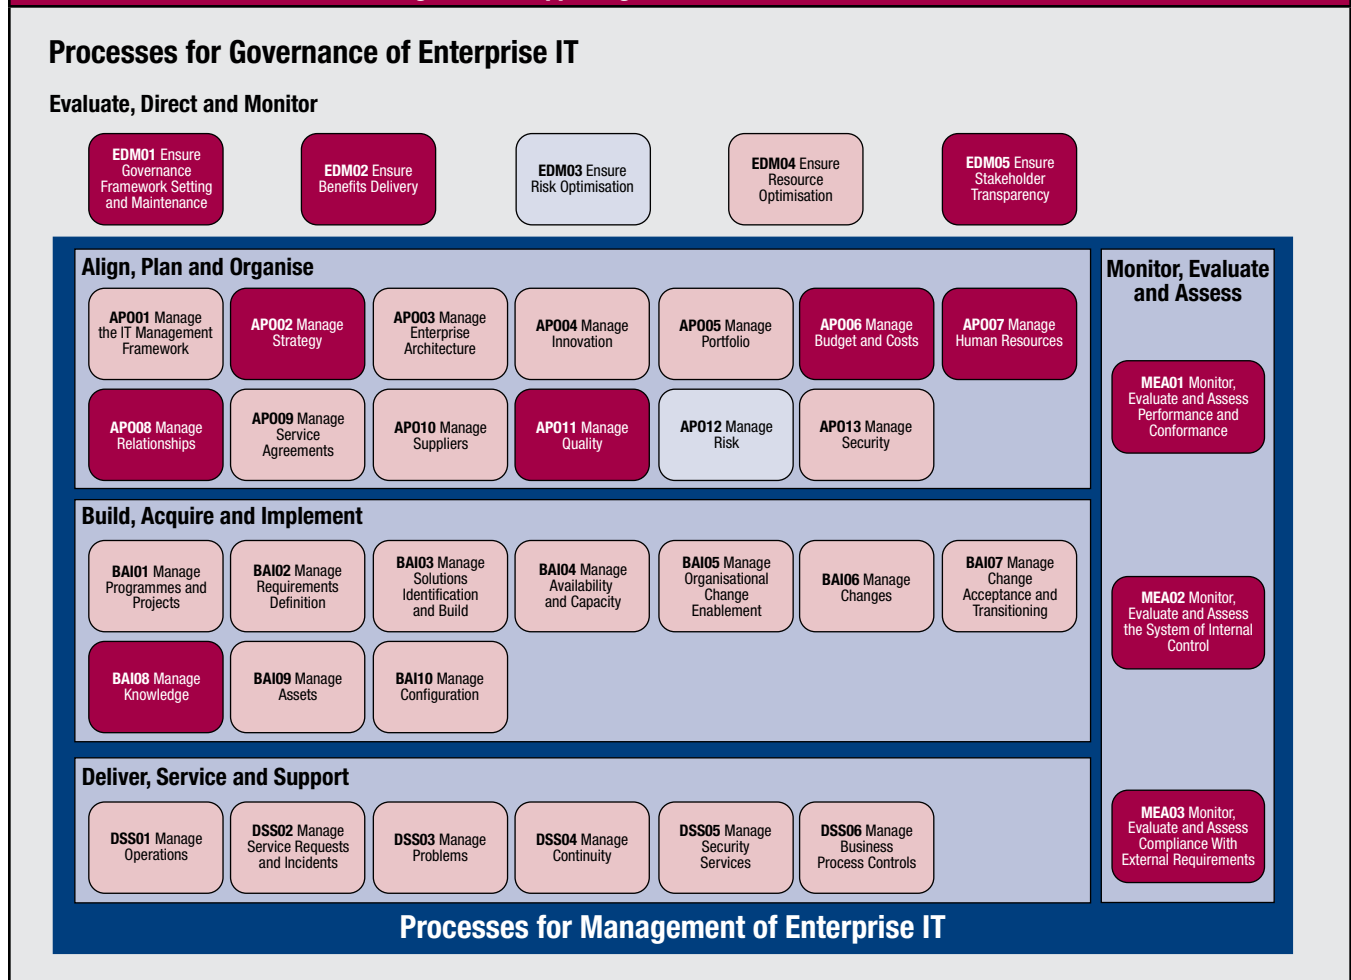 Processes for Governance of Enterprise IT
Evaluate, Direct and Monitor
EDM01 Ensure
Governance
Framework Setting
and Maintenance
EDM02 Ensure
Benefits Delivery
EDM03 Ensure
Risk Optimisation
EDM04 Ensure
Resource
Optimisation
EDM05 Ensure
Stakeholder
Transparency
Align, Plan and Organise
APO01 Manage
the IT Management
Framework
APO02 Manage
Strategy
APO03 Manage
Enterprise
Architecture
APO04 Manage
Innovation
APO05 Manage
Portfolio
APO06 Manage
Budget and Costs
APO07 Manage
Human Resources
APO08 Manage
Relationships
APO09 Manage
Service
Agreements
APO10 Manage
Suppliers
APO11 Manage
Quality
APO12 Manage
Risk
APO13 Manage
Security
Build, Acquire and Implement
BAI01 Manage
Programmes and
Projects
BAI02 Manage
Requirements
Definition
BAI03 Manage
Solutions
Identification
and Build
BAI04 Manage
Availability
and Capacity
BAI05 Manage
Organisational
Change
Enablement
BAI06 Manage
Changes
BAI07 Manage
Change
Acceptance and
Transitioning
BAI08 Manage
Knowledge
BAI09 Manage
Assets
BAI10 Manage
Configuration
Deliver, Service and Support
DSS01 Manage
Operations
DSS02 Manage
Service Requests
and Incidents
DSS03 Manage
Problems
DSS04 Manage
Continuity
DSS05 Manage
Security
Services
DSS06 Manage
Business
Process Controls
Monitor, Evaluate
and Assess
MEA01 Monitor,
Evaluate and Assess
Performance and
Conformance
MEA02 Monitor,
Evaluate and Assess
the System of Internal
Control
MEA03 Monitor,
Evaluate and Assess
Compliance With
External Requirements
Processes for Management of Enterprise IT